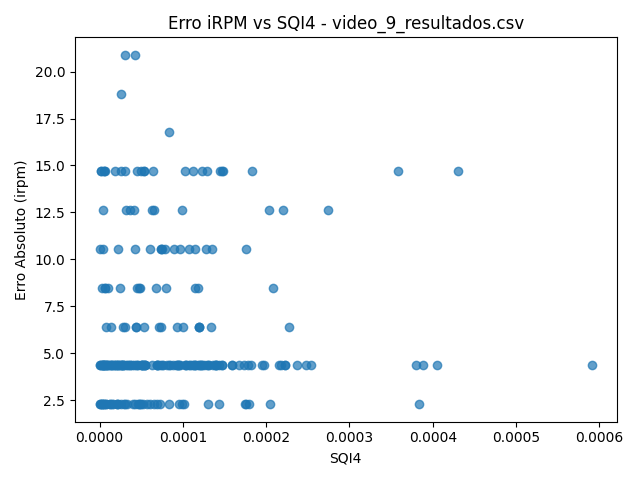 Erro iRPM vs SQI4 - video_9_resultados.csv
Erro Absoluto (irpm)
20.0
17.5
15.0
12.5
10.0
7.5
5.0
2.5
0.0000 0.0001 0.0002 0.0003 0.0004 0.0005 0.0006
SQI4